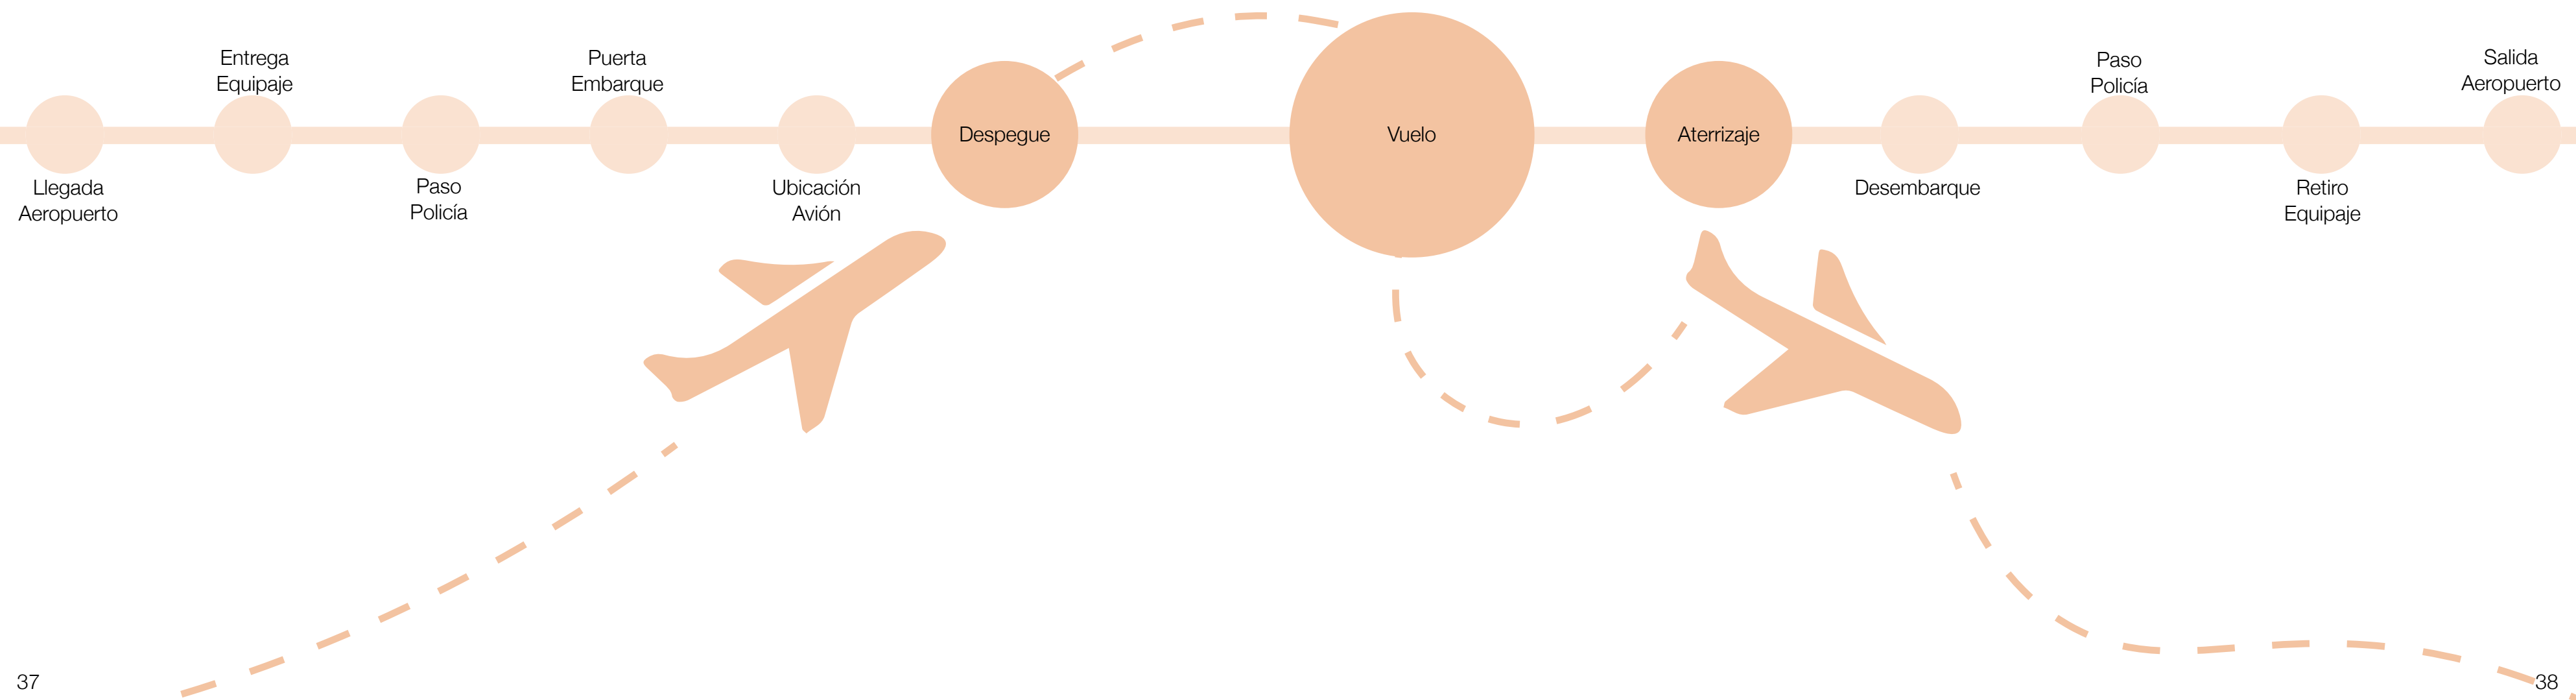 Llegada
Aeropuerto
Entrega
Equipaje
Paso
Policía
Puerta
Embarque
Ubicación
Avión
Despegue
Vuelo
Aterrizaje
Desembarque
Paso
Policía
Retiro
Equipaje
Salida
Aeropuerto
37
38